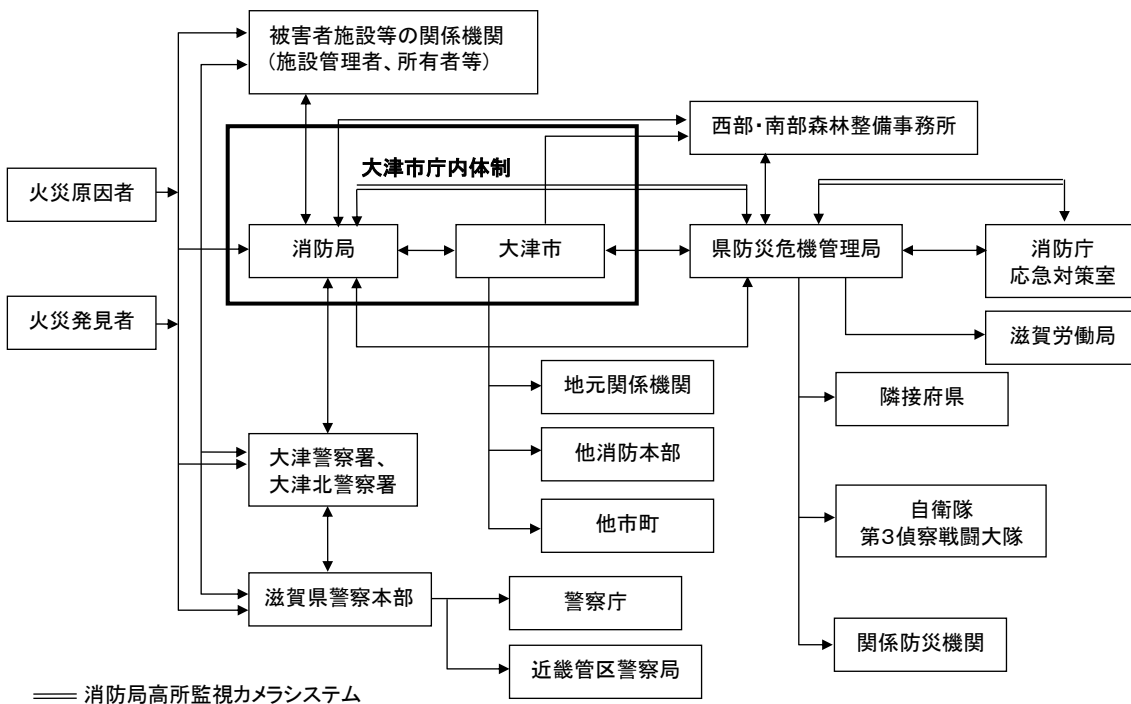 被害者施設等の関係機関
(施設管理者、所有者等)
西部・南部森林整備事務所
大津市庁内体制
火災原因者
消防局
大津市
県防災危機管理局
消防庁
応急対策室
火災発見者
滋賀労働局
地元関係機関
隣接府県
他消防本部
大津警察署、
大津北警察署
他市町
自衛隊
第3偵察戦闘大隊
滋賀県警察本部
警察庁
関係防災機関
近畿管区警察局
消防局高所監視カメラシステム